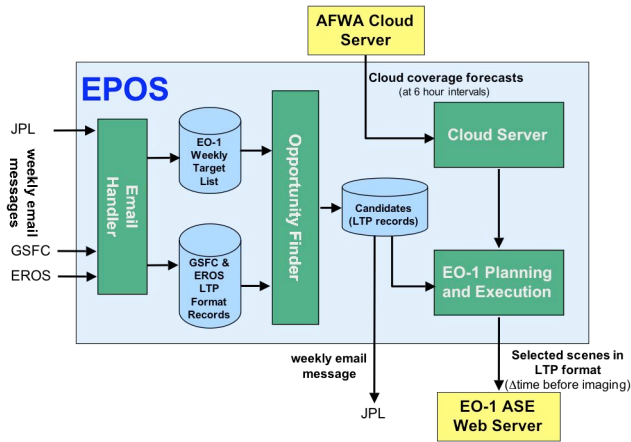 AFWA Cloud
Server
EPOS
Cloud coverage forecasts
(at 6 hour intervals)
JPL
weekly email
messages
GSFC
EROS
Email
Handler
EO-1
Weekly
Target
List
GSFC &
EROS
LTP
Format
Records
Opportunity Finder
Candidates
(LTP records)
Cloud Server
EO-1 Planning
and Execution
weekly email
message
JPL
Selected scenes in
LTP format
(Δtime before imaging)
EO-1 ASE
Web Server